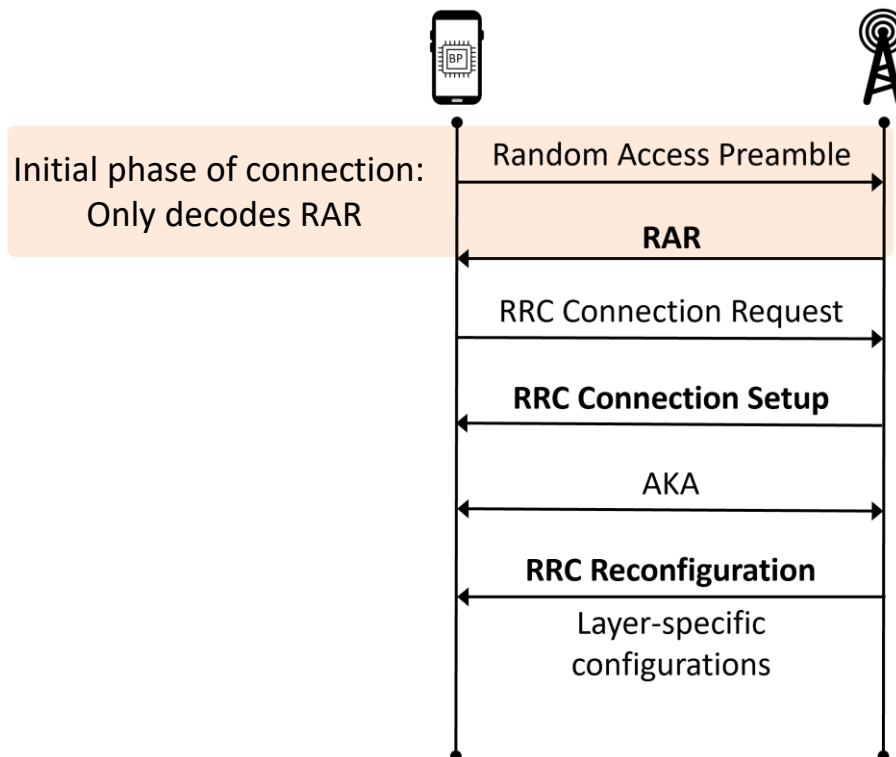 BP
Initial phase of connection:
Only decodes RAR
Random Access Preamble
RAR
RRC Connection Request
RRC Connection Setup
AKA
RRC Reconfiguration
Layer-specific
configurations